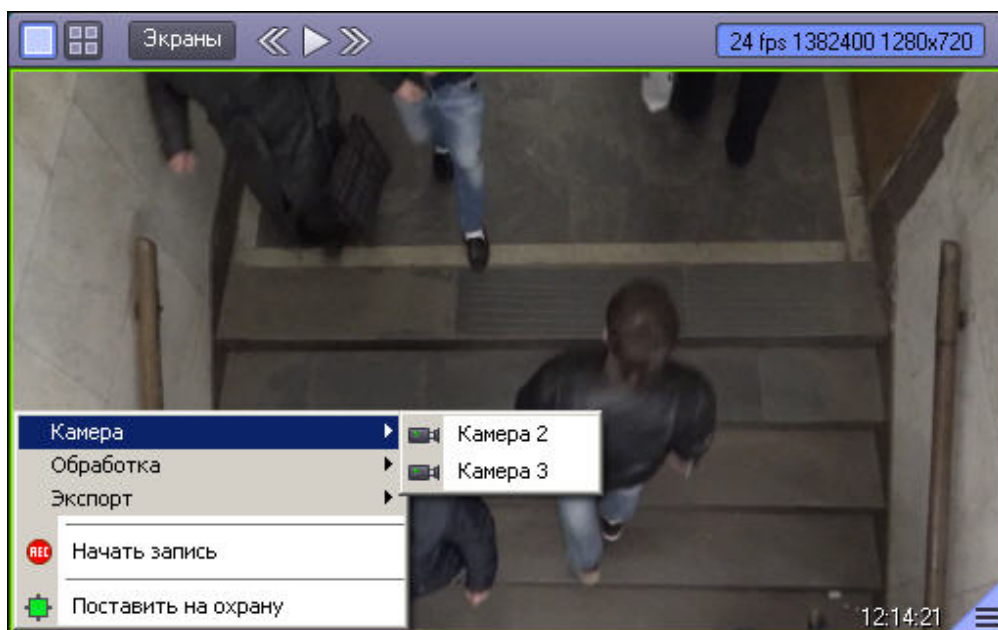 Экраны
24 fps 1382400 1280x720
Камера
Камера 2
Обработка
Камера 3
Экспорт
REC
Начать запись
Поставить на охрану
12:14:21